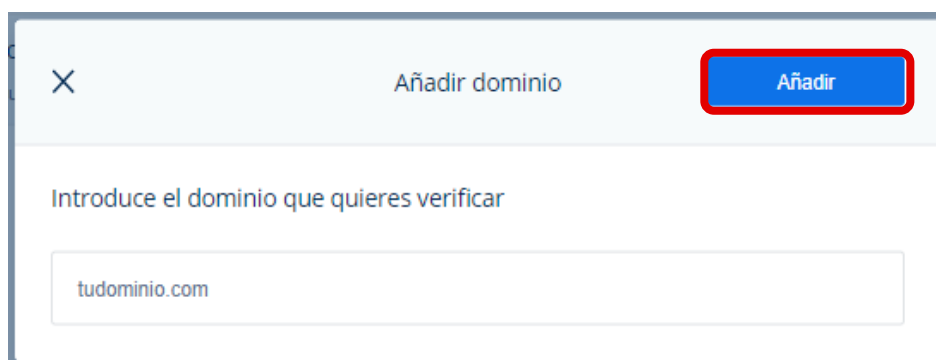 Añadir dominio
Añadir
Introduce el dominio que quieres verificar
tudominio.com